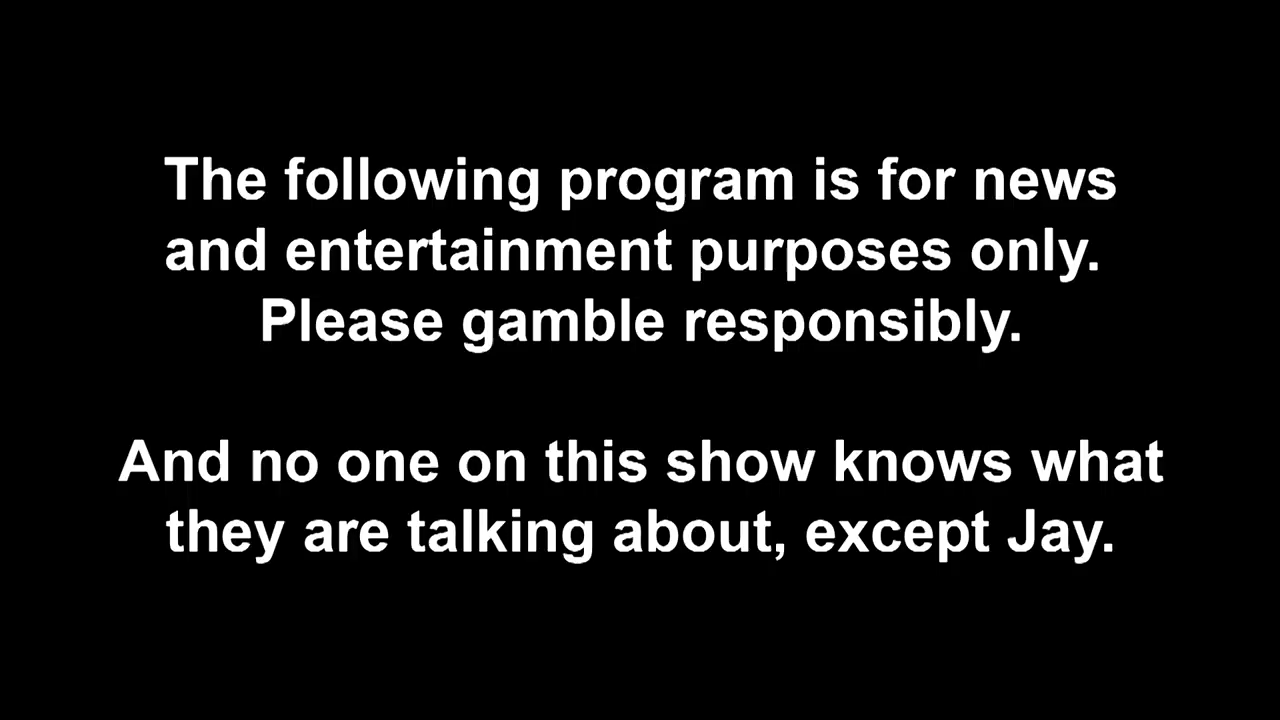 The following program is for news
and entertainment purposes only.
Please gamble responsibly.
And no one on this show knows what
they are talking about, except Jay.